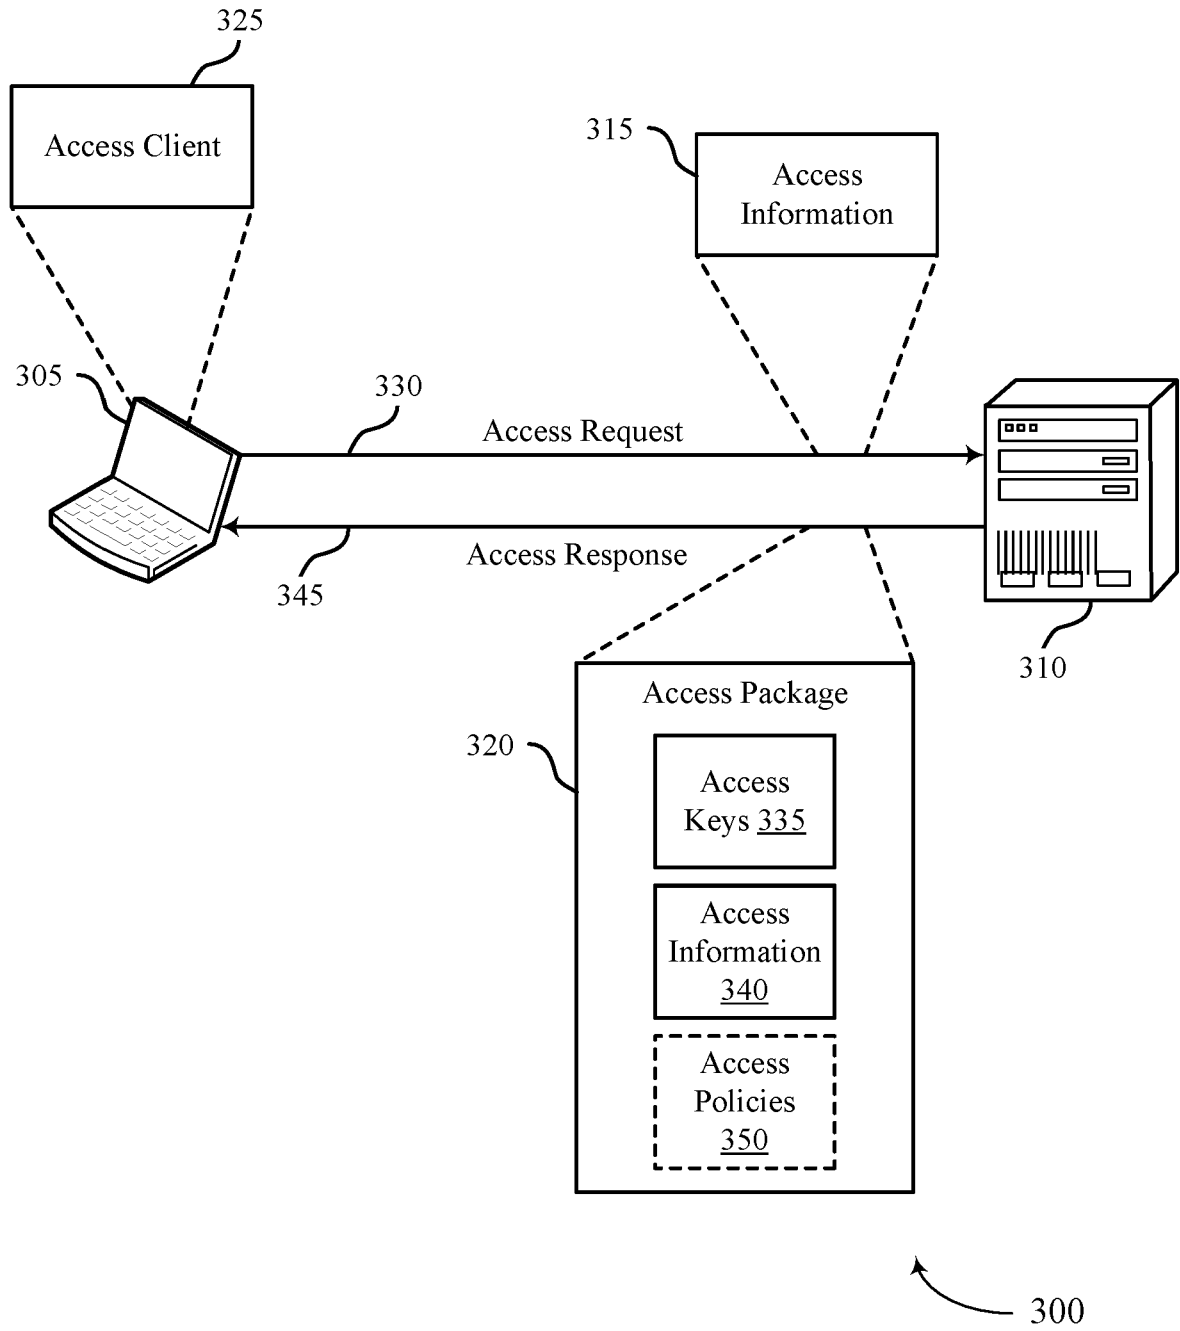 325
Access Client
315
Access
Information
305
330
Access Request
Access Response
345
310
Access Package
320
Access
Keys 335
Access
Information
340
Access
Policies
350
300